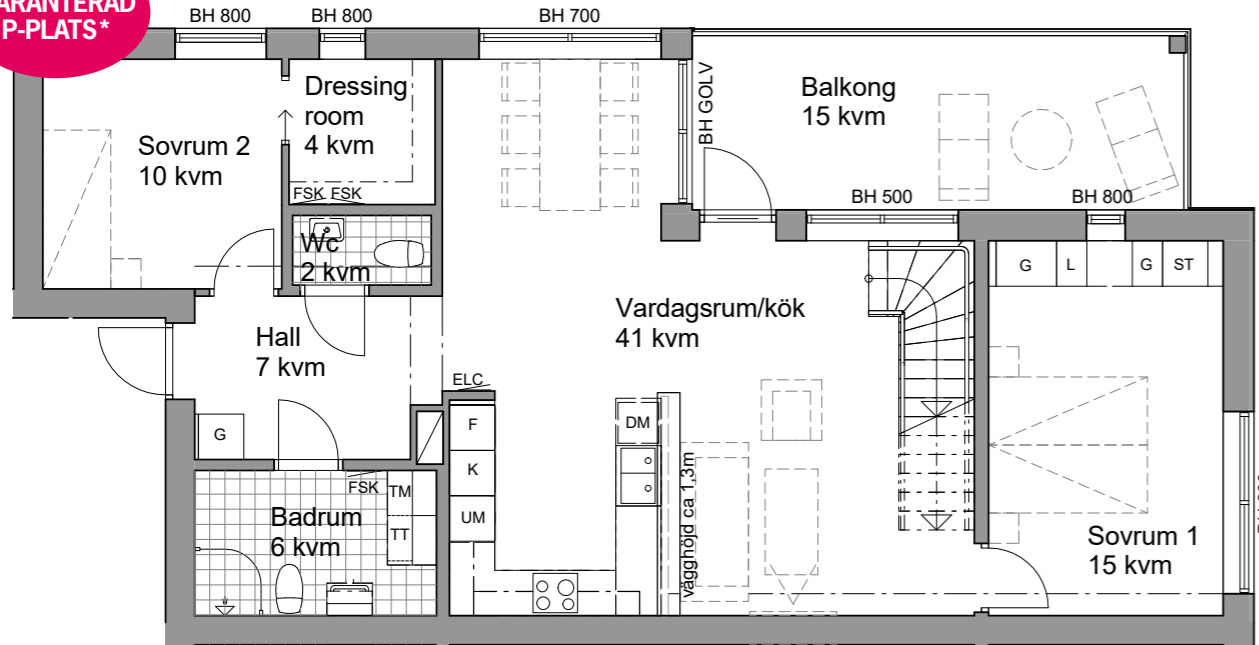 P-PLATS*
BH 800
BH 800
BH 700
Dressing
room
4 kvm
BH GOLV
Balkong
15 kvm
Sovrum 2
10 kvm
FSK FSK
BH 500
BH 800
Wc
2 kvm
G
L
G
ST
Vardagsrum/kök
41 kvm
Hall
7 kvm
ELC
G
F
DM
K
FSK
TM
vägghöjd ca 1,3m
Badrum
6 kvm
UM
TT
Sovrum 1
15 kvm